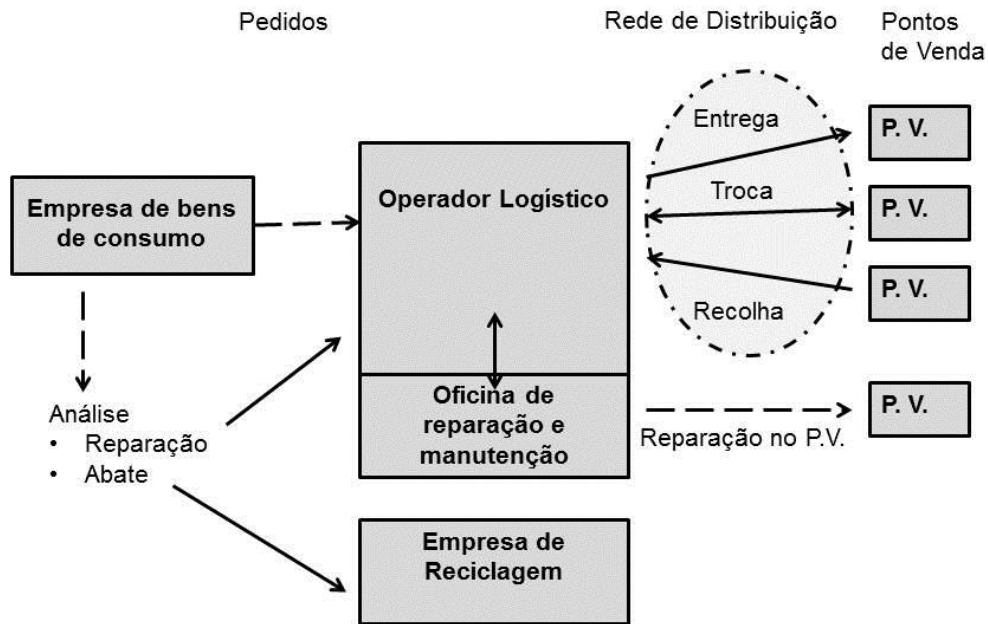 Pedidos
Rede de Distribuição
Pontos
de Venda
Entrega
P. V.
Empresa de bens
de consumo
Operador Logístico
Troca
P. V.
P. V.
Recolha
Análise
• Reparação
• Abate
Oficina de
reparação e
manutenção
Reparação no P.V.
P. V.
Empresa de
Reciclagem